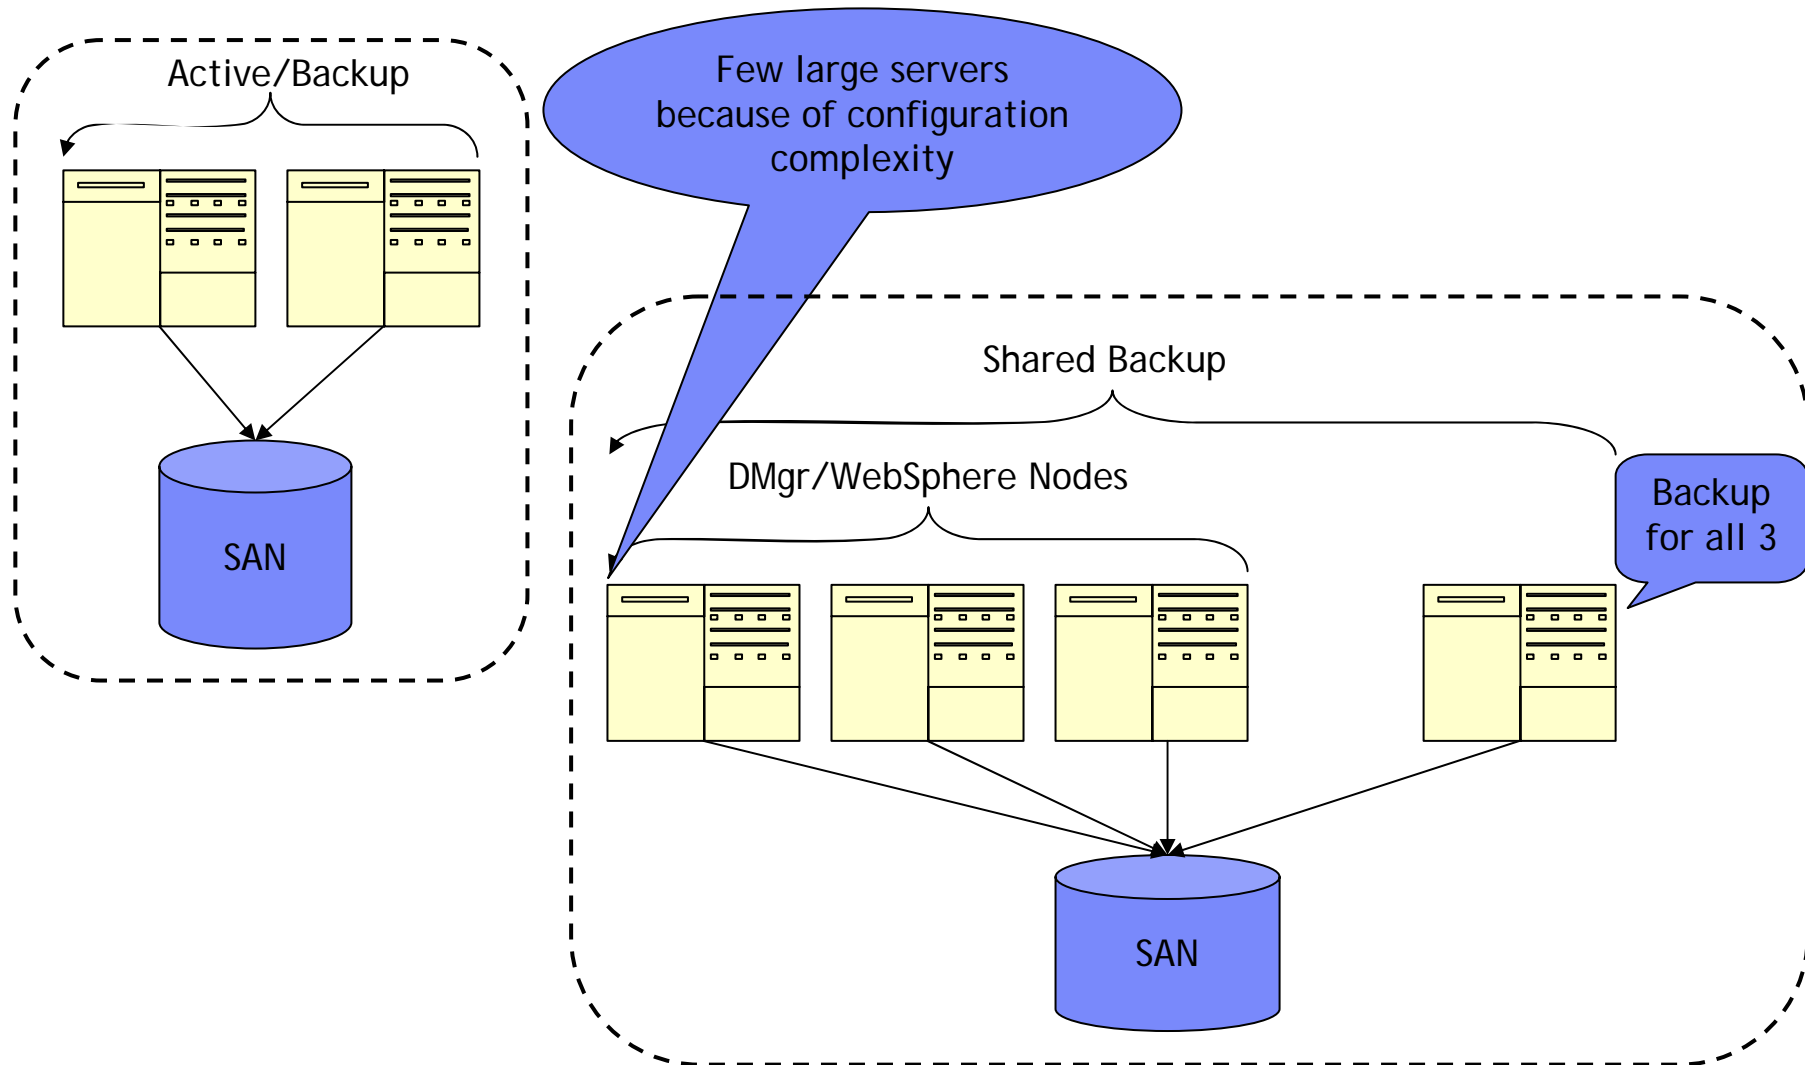 Active/Backup
SAN
Few large servers
because of configuration
complexity
Shared Backup
DMgr/WebSphere Nodes
Backup
for all 3
SAN